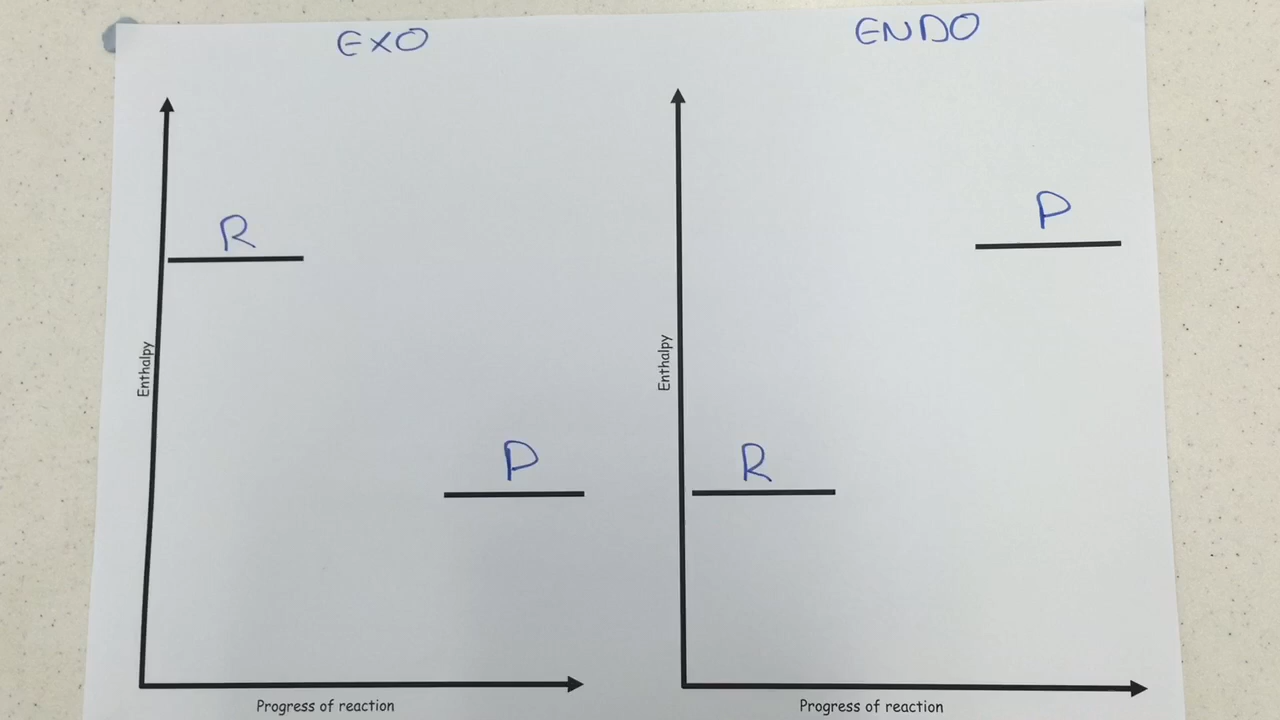 EXO
R
P
Enthalpy
Progress of reaction
ENDO
P
R
Enthalpy
Progress of reaction